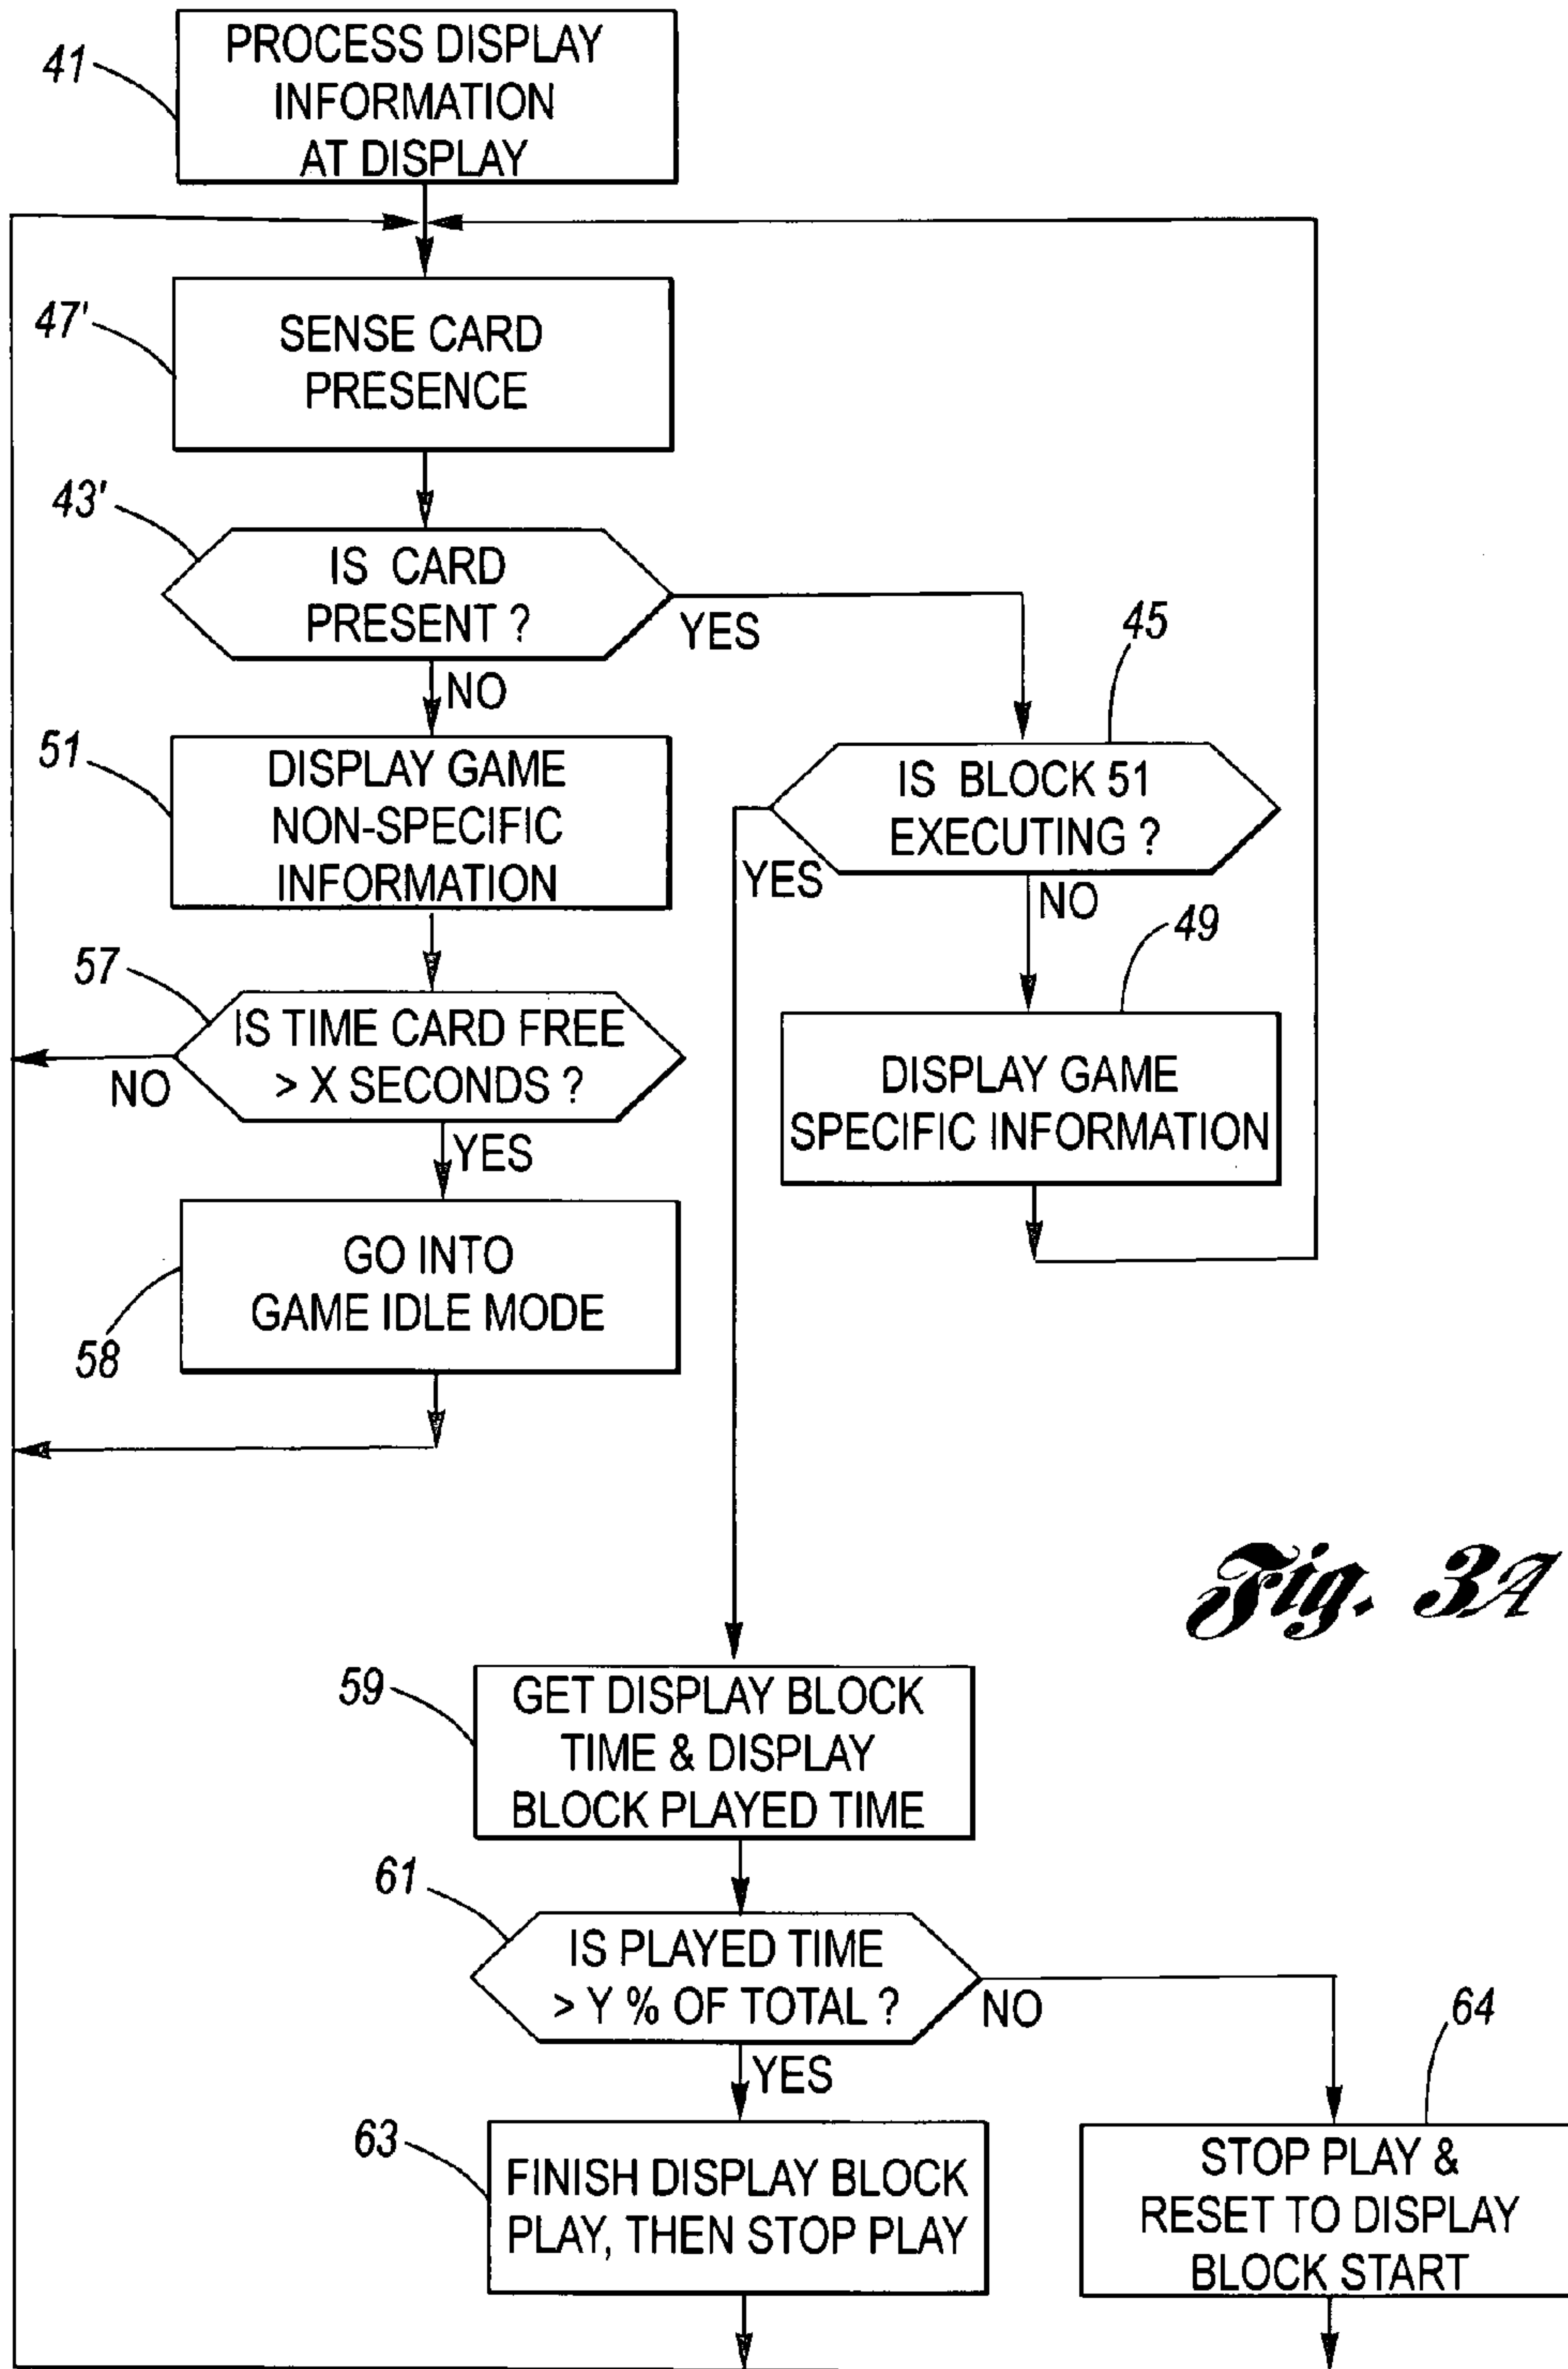 41
PROCESS DISPLAY
INFORMATION
AT DISPLAY
47'
SENSE CARD
PRESENCE
43'
IS CARD
PRESENT ?
YES
NO
45
IS BLOCK 51
EXECUTING ?
YES
NO
51
DISPLAY GAME
NON-SPECIFIC
INFORMATION
49
DISPLAY GAME
SPECIFIC INFORMATION
57
IS TIME CARD FREE
> X SECONDS ?
NO
YES
GO INTO
GAME IDLE MODE
58
Fig. 3A
59
GET DISPLAY BLOCK
TIME & DISPLAY
BLOCK PLAYED TIME
61
IS PLAYED TIME
> Y % OF TOTAL ?
NO
YES
64
63
FINISH DISPLAY BLOCK
PLAY, THEN STOP PLAY
STOP PLAY &
RESET TO DISPLAY
BLOCK START